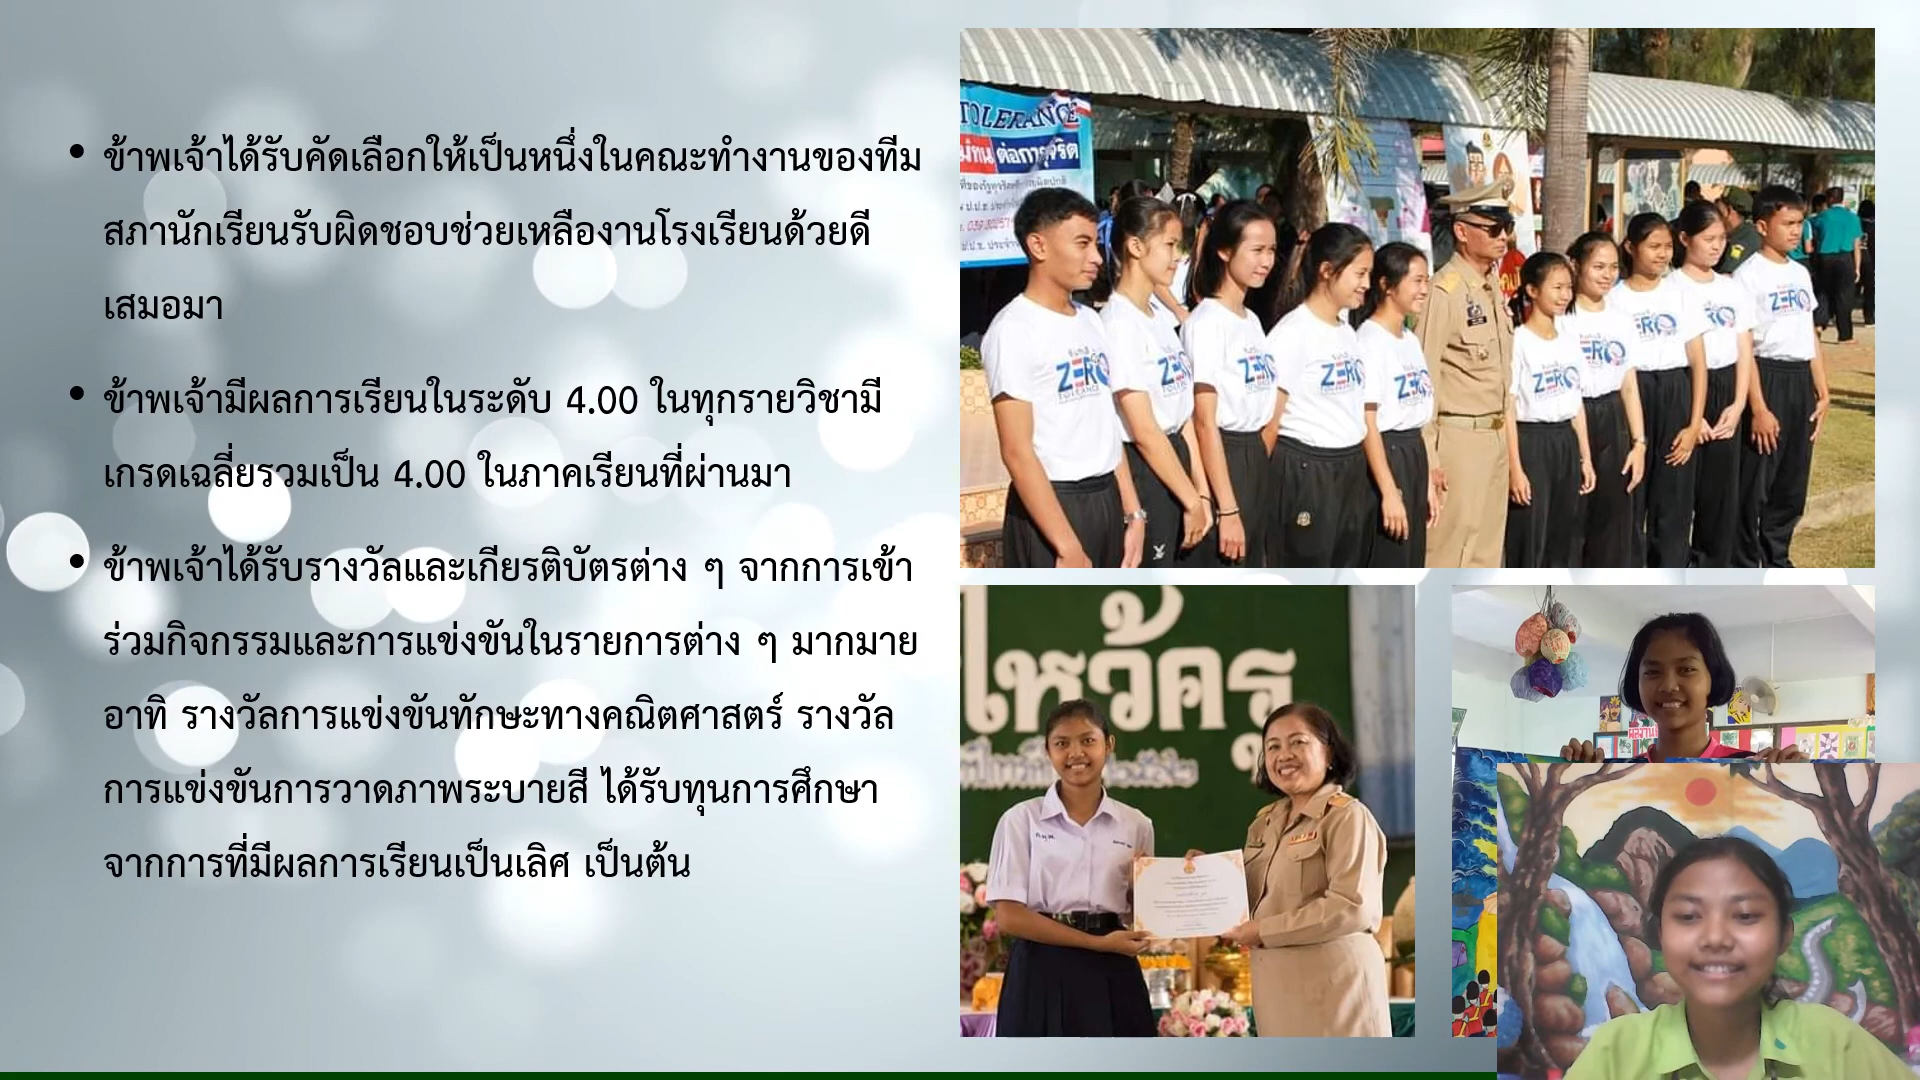 • ข้าพเจ้าได้รับคัดเลือกให้เป็นหนึ่งในคณะทำงานของทีม
สภานักเรียนรับผิดชอบช่วยเหลืองานโรงเรียนด้วยดี
เสมอมา
• ข้าพเจ้ามีผลการเรียนในระดับ 4.00 ในทุกรายวิชามี
เกรดเฉลี่ยรวมเป็น 4.00 ในภาคเรียนที่ผ่านมา
• ข้าพเจ้าได้รับรางวัลและเกียรติบัตรต่าง ๆ จากการเข้า
ร่วมกิจกรรมและการแข่งขันในรายการต่าง ๆ มากมาย
อาทิ รางวัลการแข่งขันทักษะทางคณิตศาสตร์ รางวัล
การแข่งขันการวาดภาพระบายสี ได้รับทุนการศึกษา
จากการที่มีผลการเรียนเป็นเลิศ เป็นต้น
TOLERANCE
ZERO
ZERO
ZERO
ZERO
ZERO
ZERO
ZERO
ไหว้ครู